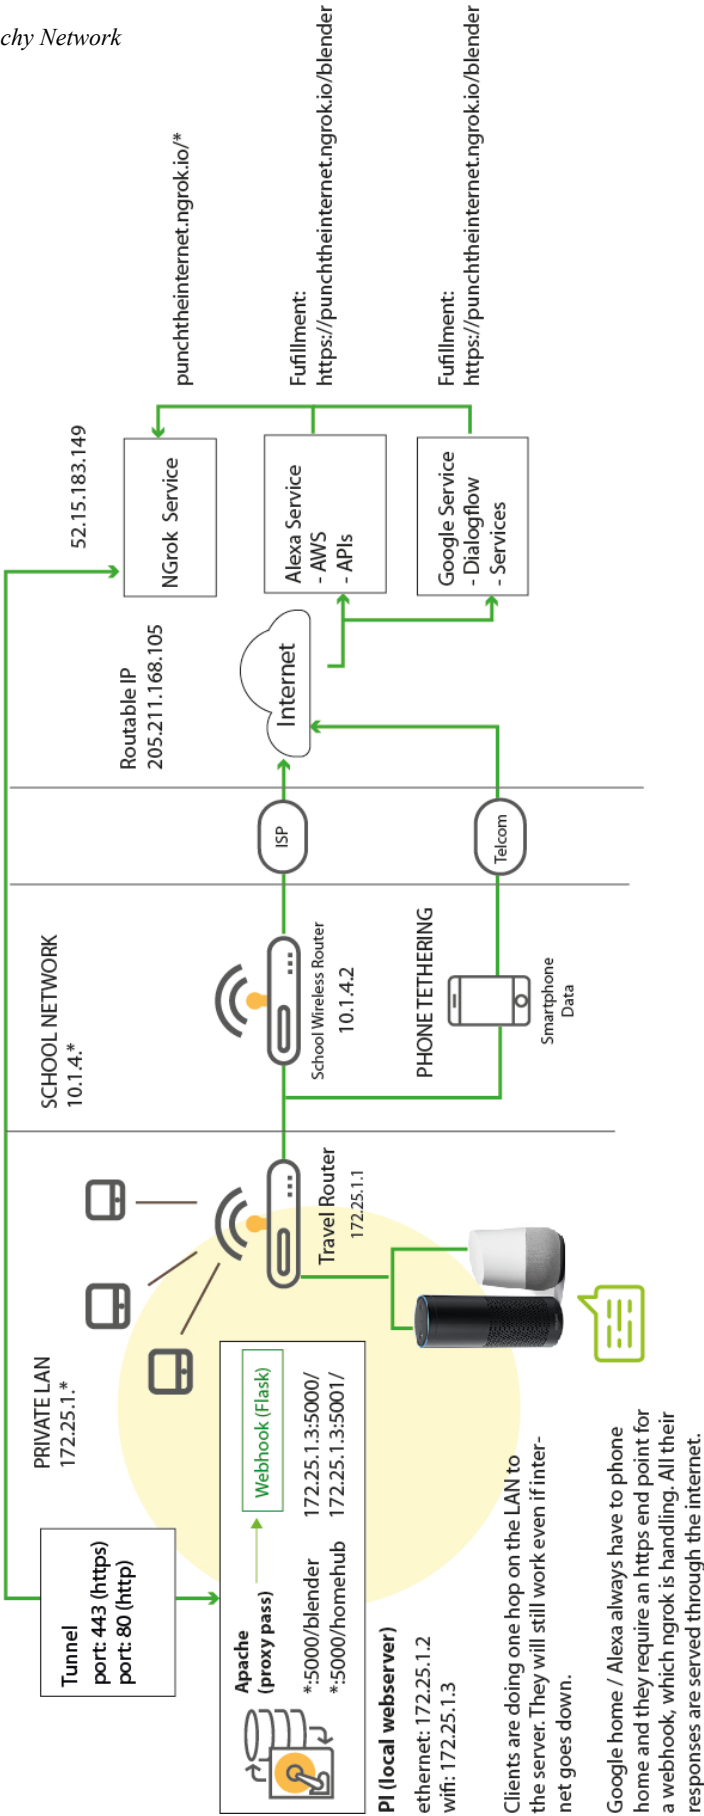 chy Network
Tunnel
port: 443 (https)
port: 80 (http)
PRIVATE LAN
172.25.1.*
SCHOOL NETWORK
10.1.4.*
Routable IP
205.211.168.105
52.15.183.149
NGrok Service
punchtheinternet.ngrok.io/*
Apache
(proxy pass)
Webhook (Flask)
*:5000/blender
172.25.1.3:5000/
*:5000/homehub
172.25.1.3:5001/
PI (local webserver)
ethernet: 172.25.1.2
wifi: 172.25.1.3
Travel Router
172.25.1.1
School Wireless Router
10.1.4.2
ISP
Internet
Alexa Service
- AWS
- APIs
Fufillment:
https://punchtheinternet.ngrok.io/blender
PHONE TETHERING
Smartphone
Data
Telcom
Google Service
- Dialogflow
- Services
Fufillment:
https://punchtheinternet.ngrok.io/blender
Clients are doing one hop on the LAN to
the server. They will still work even if inter-
net goes down.
Google home / Alexa always have to phone
home and they require an https end point for
a webhook, which ngrok is handling. All their
responses are served through the internet.